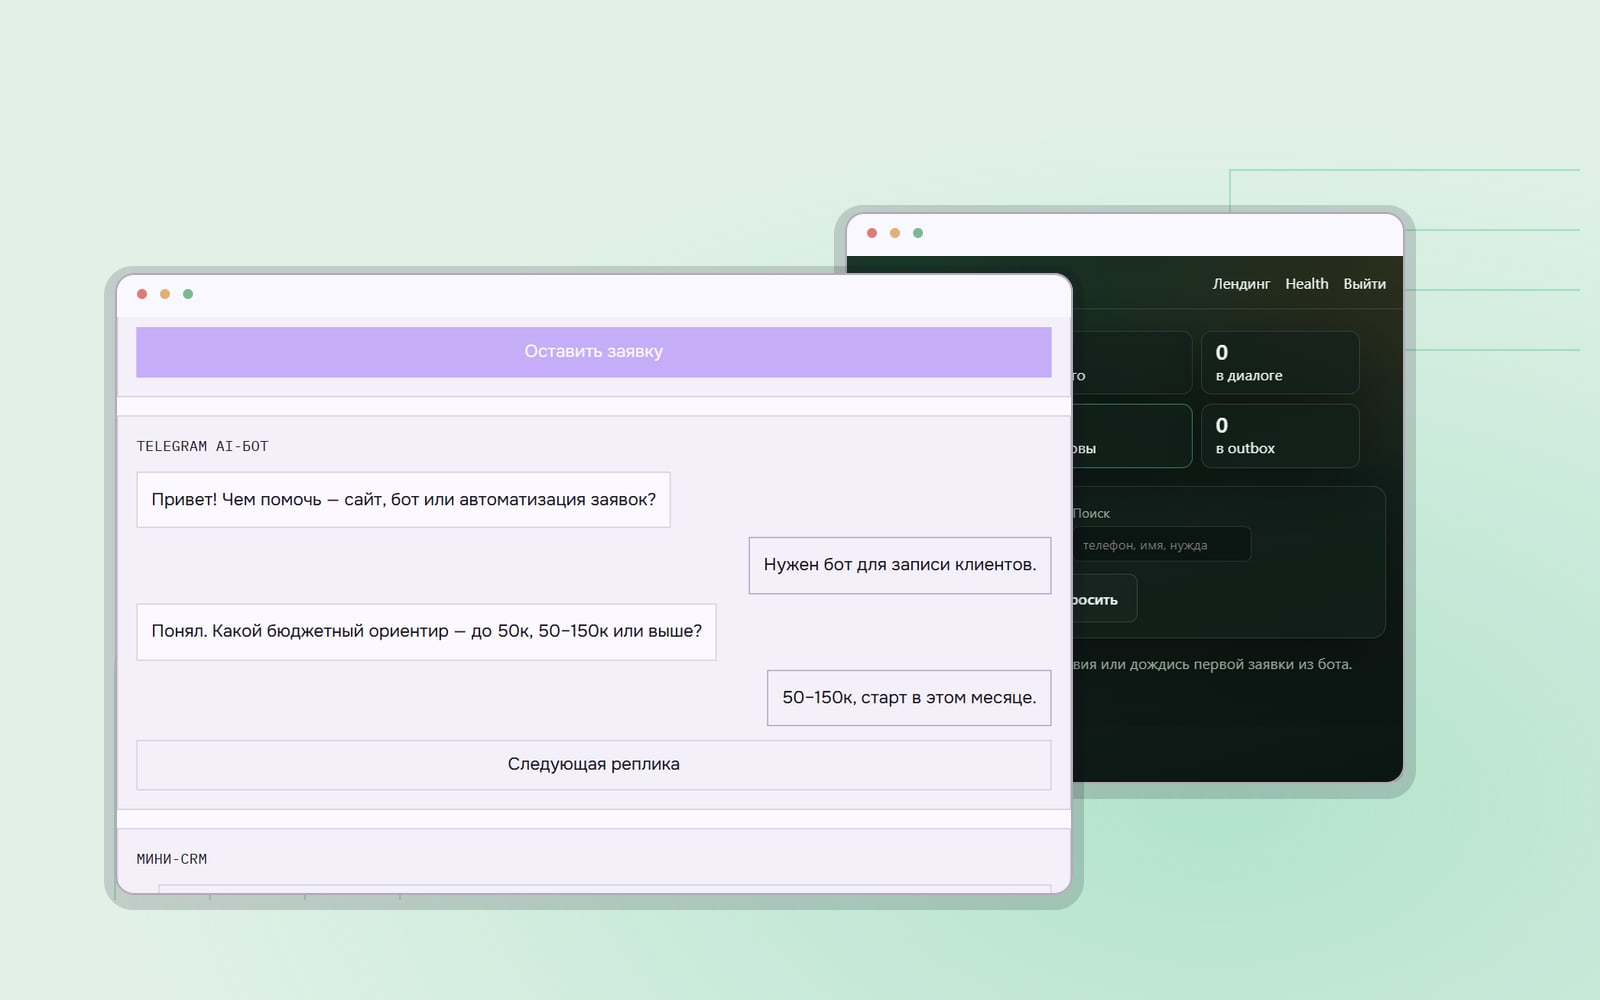 Оставить заявку
TELEGRAM AI-БОТ
Привет! Чем помочь — сайт, бот или автоматизация заявок?
Нужен бот для записи клиентов.
Понял. Какой бюджетный ориентир — до 50к, 50–150к или выше?
50–150к, старт в этом месяце.
Следующая реплика
МИНИ-CRM
Лендинг Health Выйти
0
в диалоге
0
в outbox
Поиск
телефон, имя, нужда
или дождись первой заявки из бота.